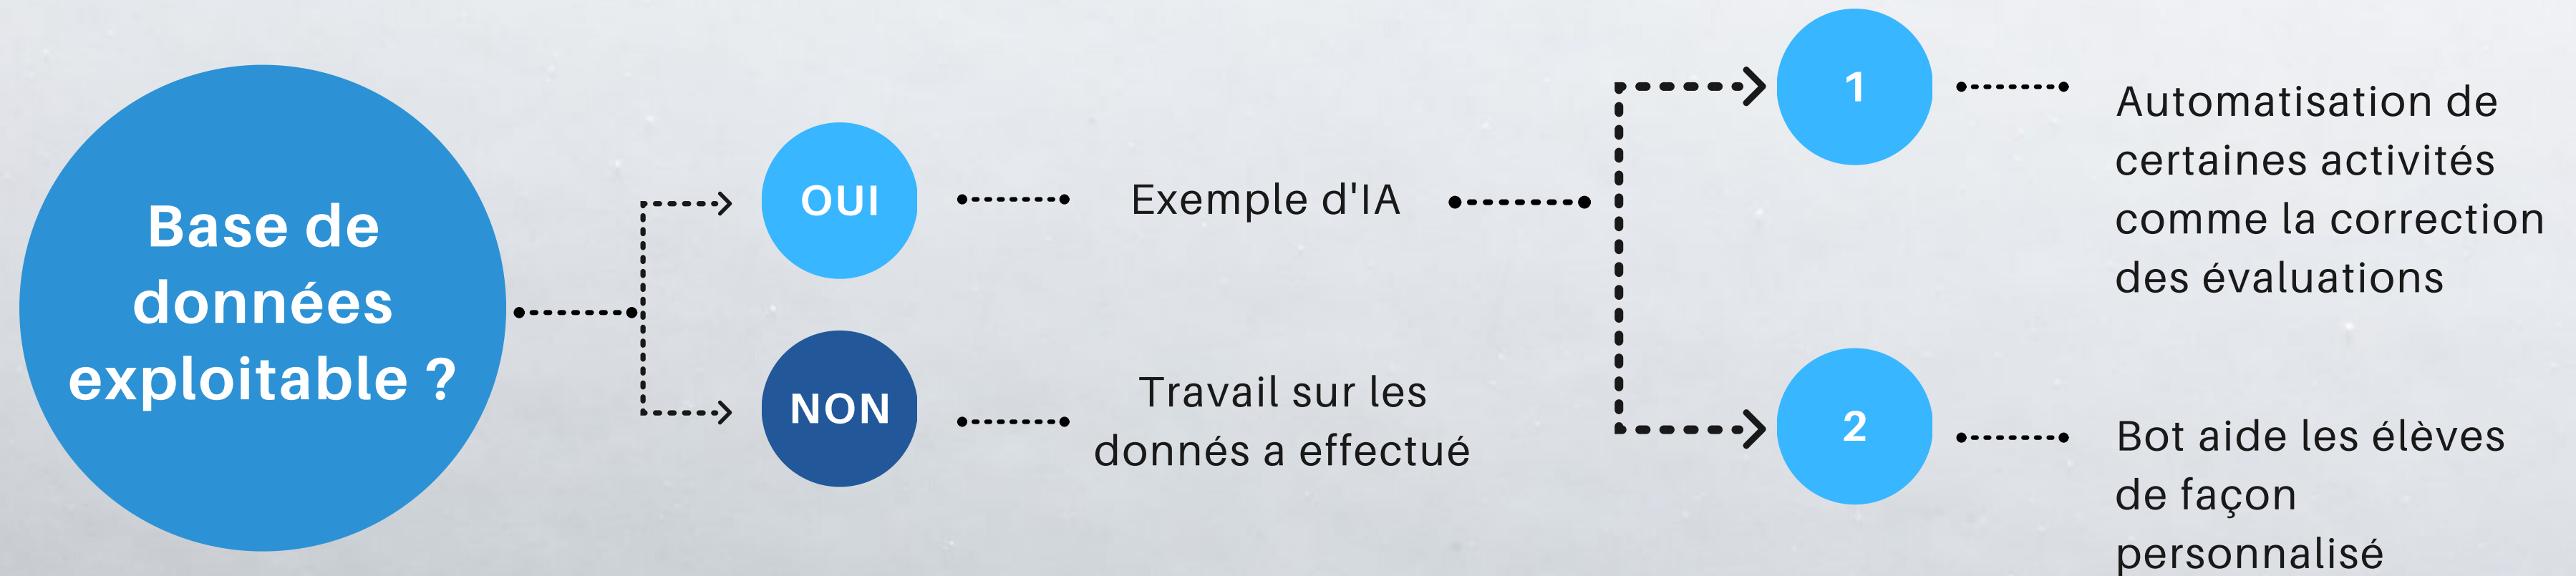 Base de
données
exploitable ?
OUI
Exemple d'IA
NON
Travail sur les
donnés a effectué
1
Automatisation de
certaines activités
comme la correction
des évaluations
2
Bot aide les élèves
de façon
personnalisé